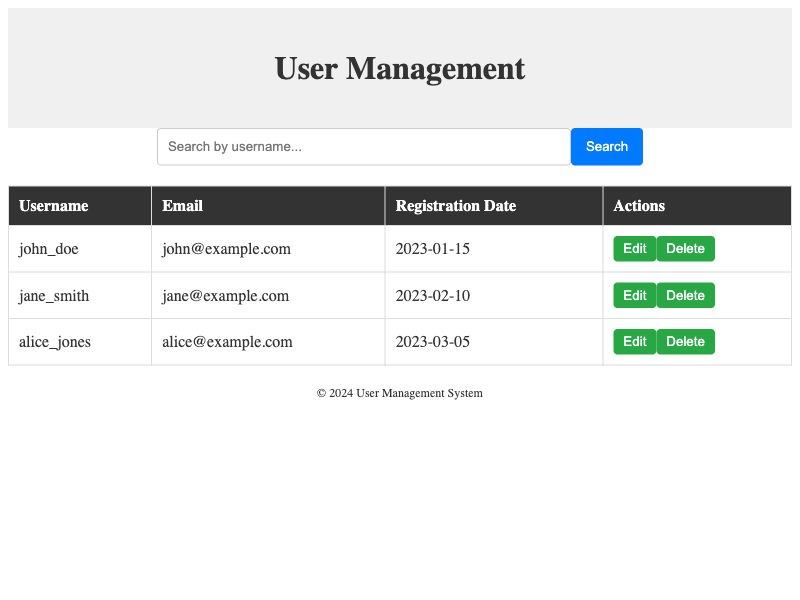 User Management
Search by username... Search
Username Email Registration Date Actions
john_doe john@example.com 2023-01-15 Edit Delete
jane_smith jane@example.com 2023-02-10 Edit Delete
alice_jones alice@example.com 2023-03-05 Edit Delete
© 2024 User Management System